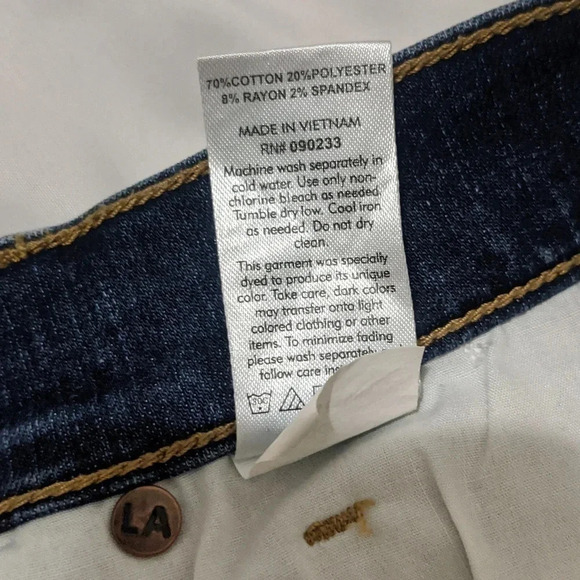 70%COTTON 20%POLYESTER
8% RAYON 2% SPANDEX
MADE IN VIETNAM
RN# 090233
Machine wash separately in
cold water. Use only non-
chlorine bleach as needed.
Tumble dry low. Cool iron
as needed. Do not dry
clean.
This garment was specially
dyed to produce its unique
color. Take care, dark colors
may transfer onto light
colored clothing or other
items. To minimize fading
please wash separately
follow care
LA